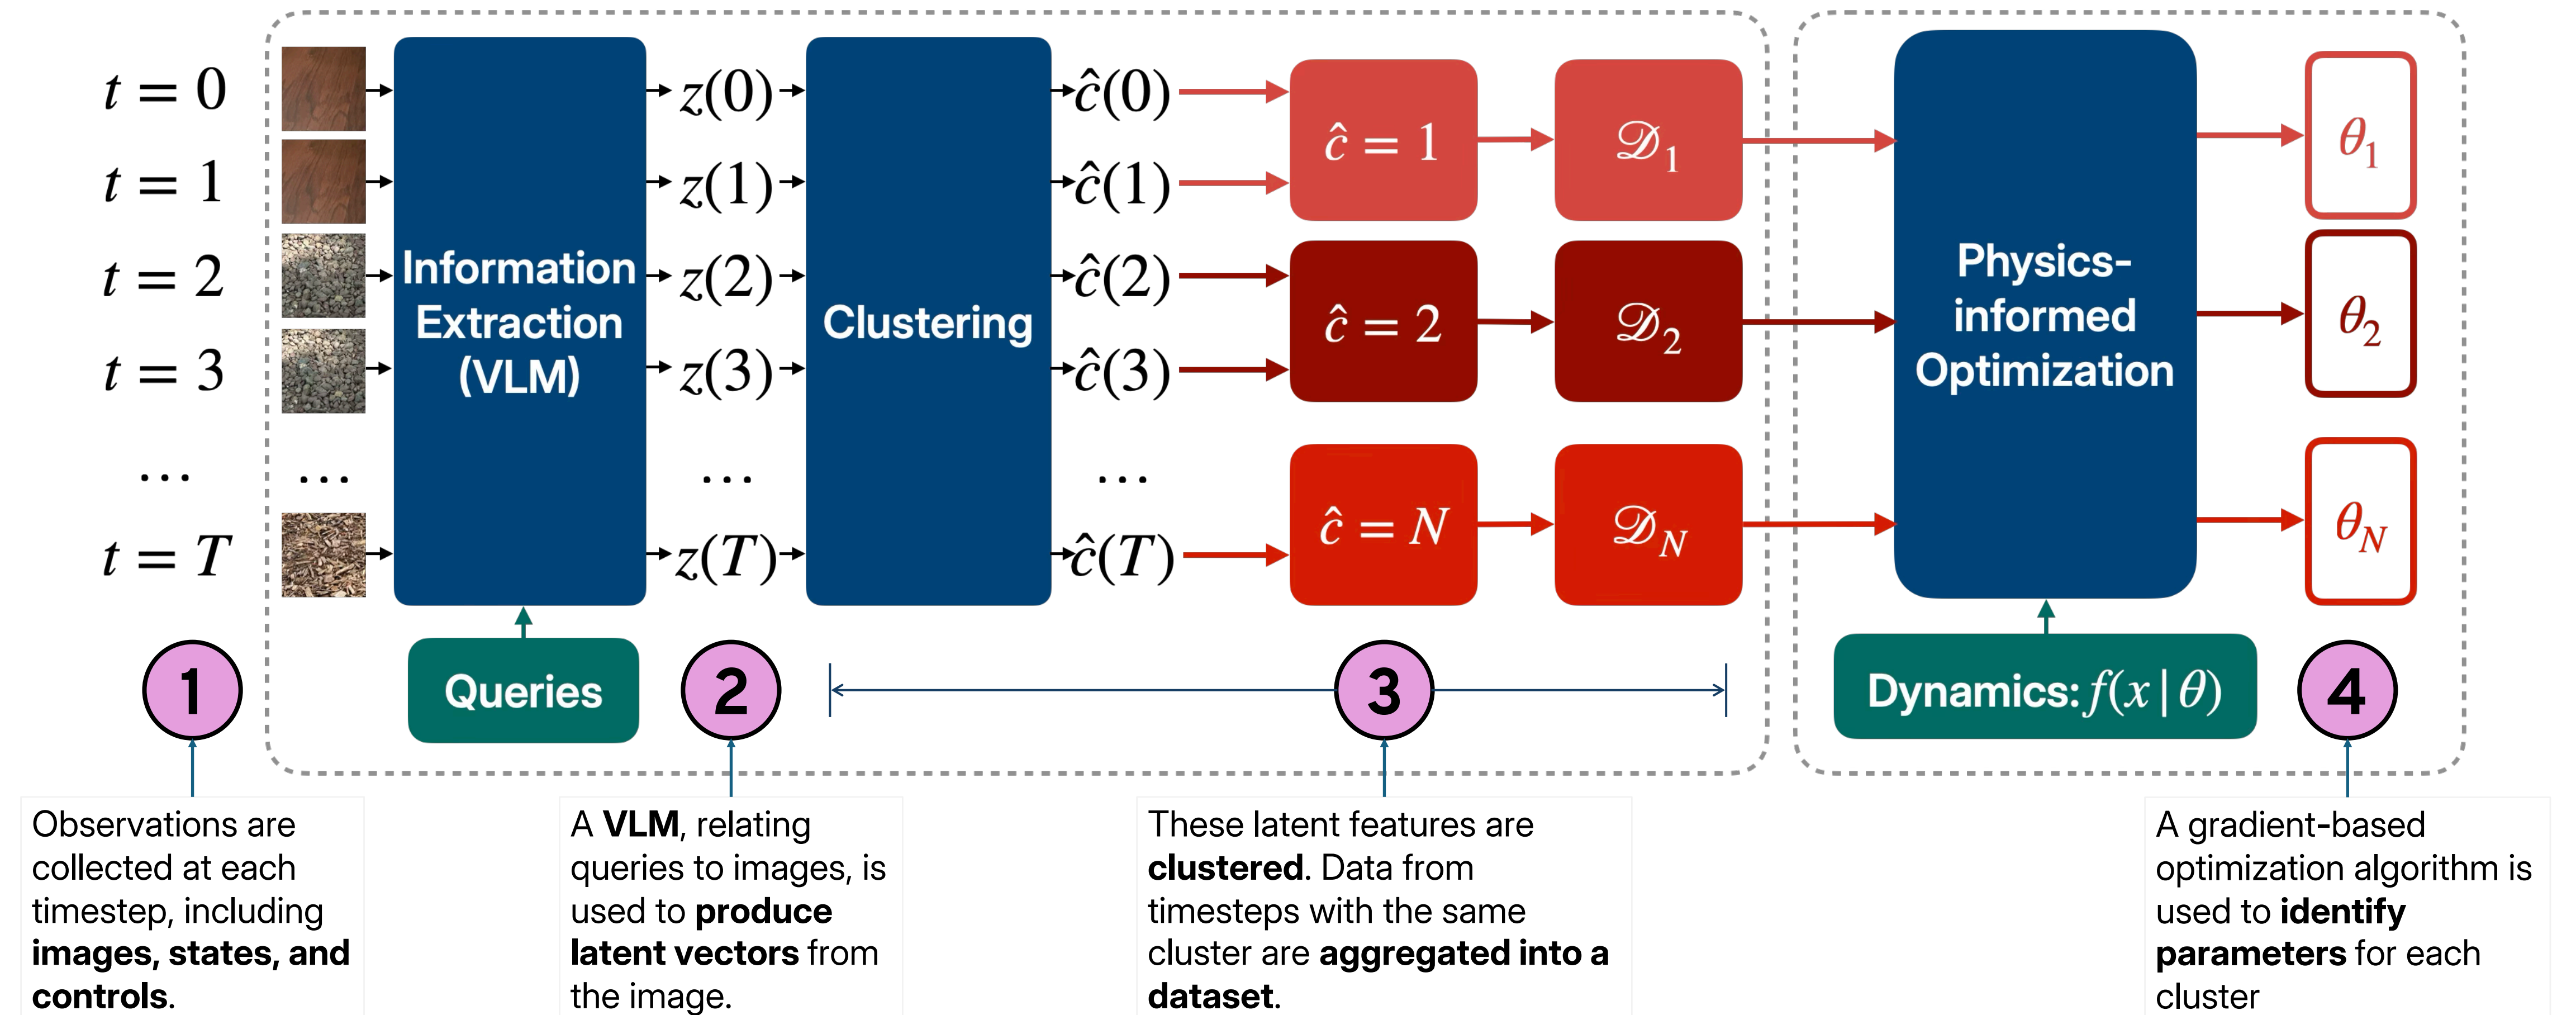 t = 0
z(0)
ĉ(0)
t = 1
z(1)
ĉ(1)
ĉ = 1
𝒟₁
θ₁
t = 2
z(2)
ĉ(2)
t = 3
z(3)
ĉ(3)
ĉ = 2
𝒟₂
θ₂
Information
Extraction
(VLM)
Clustering
Physics-
informed
Optimization
...
...
...
...
t = T
z(T)
ĉ(T)
ĉ = N
𝒟_N
θ_N
1
Queries
2
3
Dynamics: f(x | θ)
4
Observations are
collected at each
timestep, including
images, states, and
controls.
A VLM, relating
queries to images, is
used to produce
latent vectors from
the image.
These latent features are
clustered. Data from
timesteps with the same
cluster are aggregated into a
dataset.
A gradient-based
optimization algorithm is
used to identify
parameters for each
cluster